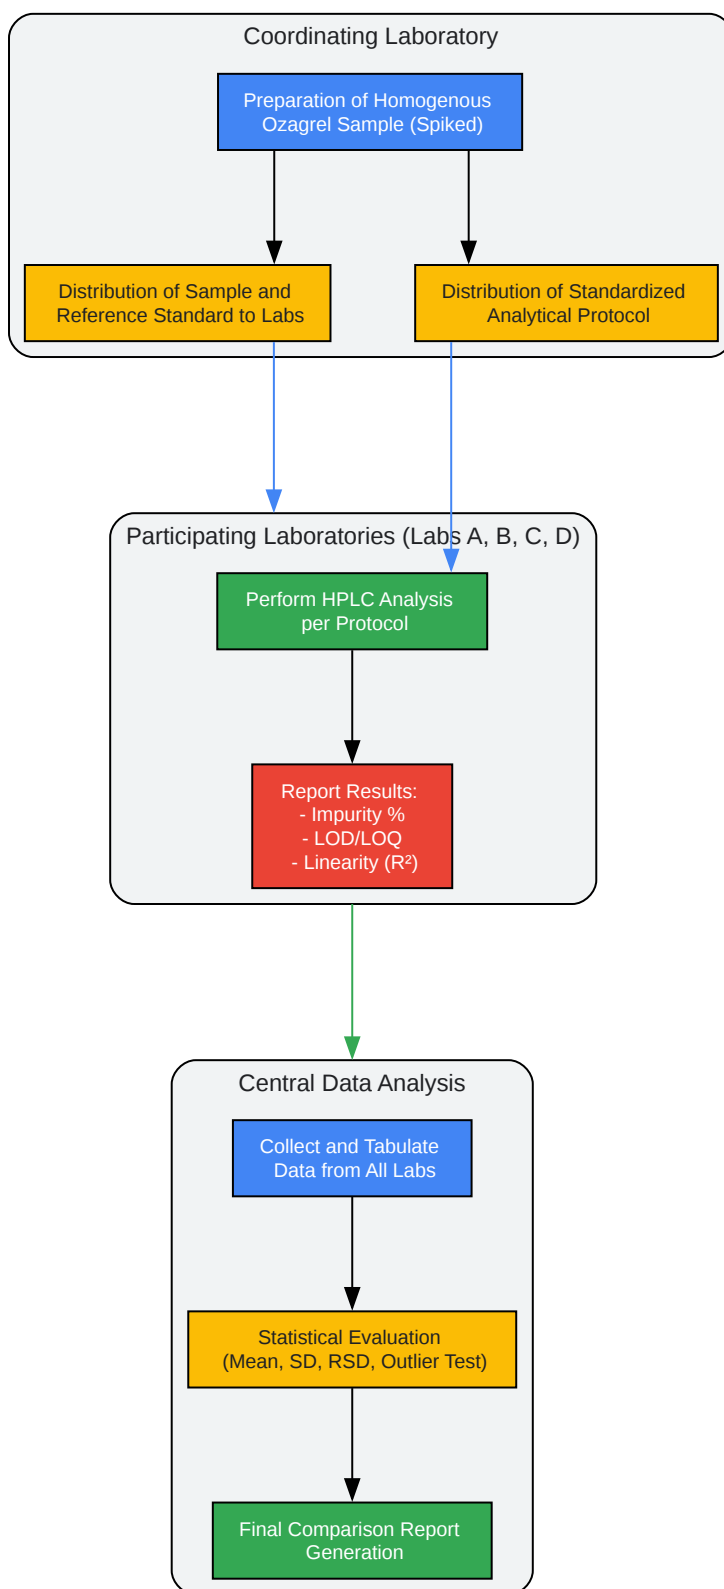 Coordinating Laboratory
Preparation of Homogenous
Ozagrel Sample (Spiked)
Distribution of Sample and
Reference Standard to Labs
Distribution of Standardized
Analytical Protocol
Participating Laboratories (Labs A, B, C, D)
Perform HPLC Analysis
per Protocol
Report Results:
- Impurity %
- LOD/LOQ
- Linearity (R²)
Central Data Analysis
Collect and Tabulate
Data from All Labs
Statistical Evaluation
(Mean, SD, RSD, Outlier Test)
Final Comparison Report
Generation